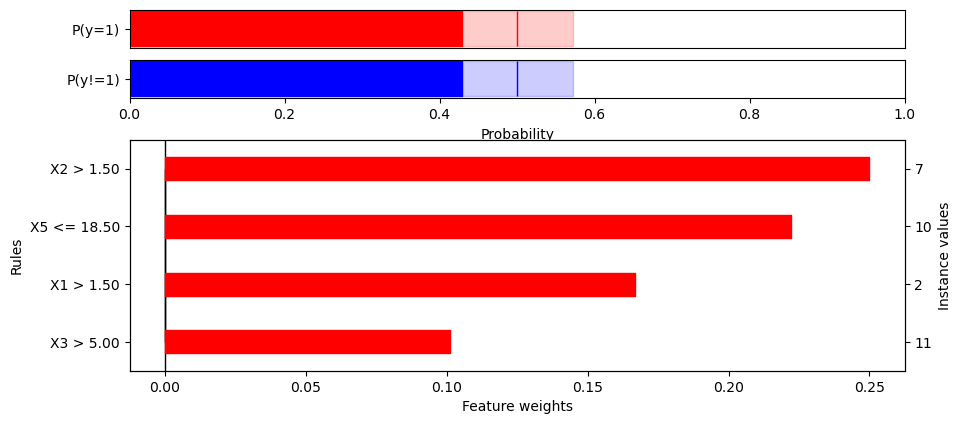 P(y=1)
P(y!=1)
0.0 0.2 0.4 0.6 0.8 1.0
Probability
X2 > 1.50 7
X5 <= 18.50 10
X1 > 1.50 2
X3 > 5.00 11
Rules
Instance values
0.00 0.05 0.10 0.15 0.20 0.25
Feature weights